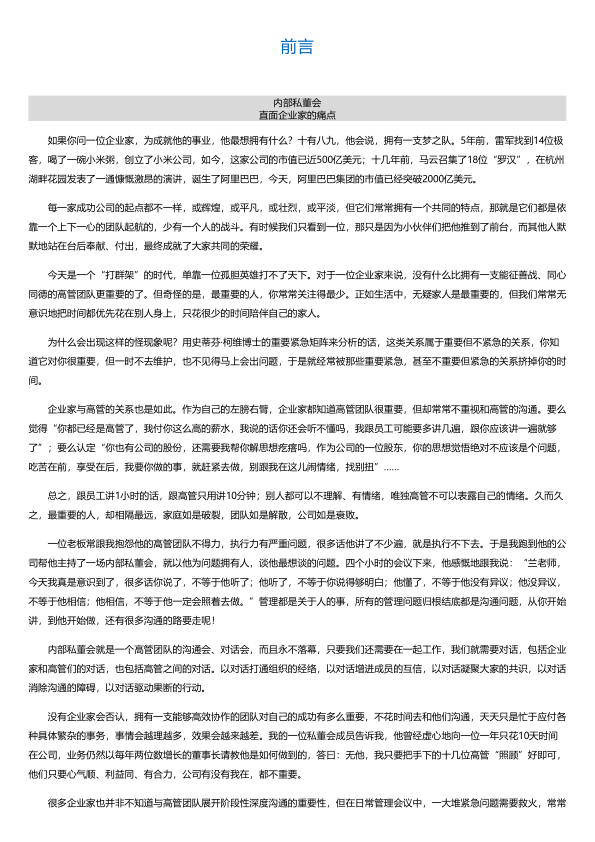 前言
内部私董会
直面企业家的痛点
如果你问一位企业家，为成就他的事业，他最想拥有什么？十有八九，他会说，拥有一支梦之队。5年前，雷军找到14位极
客，喝了一碗小米粥，创立了小米公司，如今，这家公司的市值已近500亿美元；十几年前，马云召集了18位“罗汉”，在杭州
湖畔花园发表了一通慷慨激昂的演讲，诞生了阿里巴巴，今天，阿里巴巴集团的市值已经突破2000亿美元。
每一家成功公司的起点都不一样，或辉煌，或平凡，或壮烈，或平淡，但它们常常拥有一个共同的特点，那就是它们都是依
靠一个上下一心的团队起航的，少有一个人的战斗。有时候我们只看到一位，那只是因为小伙伴们把他推到了前台，而其他人默
默地站在台后奉献、付出，最终成就了大家共同的荣耀。
今天是一个“打群架”的时代，单靠一位孤胆英雄打不了天下。对于一位企业家来说，没有什么比拥有一支能征善战、同心
同德的高管团队更重要的了。但奇怪的是，最重要的人，你常常关注得最少。正如生活中，无疑家人是最重要的，但我们常常无
意识地把时间都优先花在别人身上，只花很少的时间陪伴自己的家人。
为什么会出现这样的怪现象呢？用史蒂芬·柯维博士的重要紧急矩阵来分析的话，这类关系属于重要但不紧急的关系，你知
道它对你很重要，但一时不去维护，也不见得马上会出问题，于是就经常被那些重要紧急，甚至不重要但紧急的关系挤掉你的时
间。
企业家与高管的关系也是如此。作为自己的左膀右臂，企业家都知道高管团队很重要，但却常常不重视和高管的沟通。要么
觉得“你都已经是高管了，我付你这么高的薪水，我说的话你还会听不懂吗，我跟员工可能要多讲几遍，跟你应该讲一遍就够
了”；要么认定“你也有公司的股份，还需要我帮你解思想疙瘩吗，作为公司的一位股东，你的思想觉悟绝对不应该是个问题，
吃苦在前，享受在后，我要你做的事，就赶紧去做，别跟我在这儿闹情绪，找别扭”……
总之，跟员工讲1小时的话，跟高管只用讲10分钟；别人都可以不理解、有情绪，唯独高管不可以表露自己的情绪。久而久
之，最重要的人，却相隔最远，家庭如是破裂，团队如是解散，公司如是衰败。
一位老板常跟我抱怨他的高管团队不得力，执行力有严重问题，很多话他讲了不少遍，就是执行不下去。于是我跑到他的公
司帮他主持了一场内部私董会，就以他为问题拥有人，谈他最想谈的问题。四个小时的会议下来，他感慨地跟我说：“兰老师，
今天我真是意识到了，很多话你说了，不等于他听了；他听了，不等于你说得够明白；他懂了，不等于他没有异议；他没异议，
不等于他相信；他相信，不等于他一定会照着去做。”管理都是关于人的事，所有的管理问题归根结底都是沟通问题，从你开始
讲，到他开始做，还有很多沟通的路要走呢！
内部私董会就是一个高管团队的沟通会、对话会，而且永不落幕，只要我们还需要在一起工作，我们就需要对话，包括企业
家和高管们的对话，也包括高管之间的对话。以对话打通组织的经络，以对话增进成员的互信，以对话凝聚大家的共识，以对话
消除沟通的障碍，以对话驱动果断的行动。
没有企业家会否认，拥有一支能够高效协作的团队对自己的成功有多么重要，不花时间去和他们沟通，天天只是忙于应付各
种具体繁杂的事务，事情会越理越多，效果会越来越差。我的一位私董会成员告诉我，他曾经虚心地向一位一年只花10天时间
在公司，业务仍然以每年两位数增长的董事长请教他是如何做到的，答曰：无他，我只要把手下的十几位高管“照顾”好即可，
他们只要心气顺、利益同、有合力，公司有没有我在，都不重要。
很多企业家也并非不知道与高管团队展开阶段性深度沟通的重要性，但在日常管理会议中，一大堆紧急问题需要救火，常常